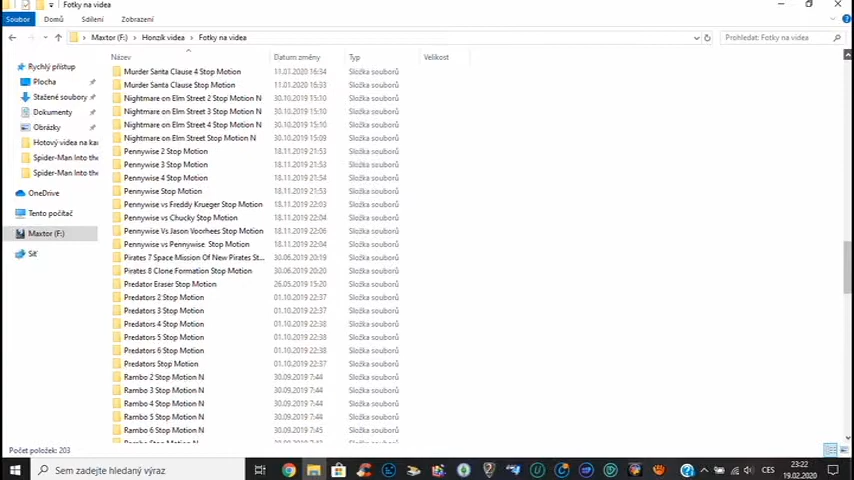 Fotky na videa
Soubor Domů Sdílení Zobrazení
Maxtor (F:) Honzík videa Fotky na videa
Prohledat: Fotky na videa
Název Datum změny Typ Velikost
Rychlý přístup
Plocha
Stažené soubory
Dokumenty
Obrázky
Hotový videa na ka
Spider-Man Into the
Spider-Man Into the
OneDrive
Tento počítač
Maxtor (F:)
Síť
Murder Santa Clause 4 Stop Motion 11.01.2020 16:34 Složka souborů
Murder Santa Clause Stop Motion 11.01.2020 16:33 Složka souborů
Nightmare on Elm Street 2 Stop Motion N 30.10.2019 15:10 Složka souborů
Nightmare on Elm Street 3 Stop Motion N 30.10.2019 15:10 Složka souborů
Nightmare on Elm Street 4 Stop Motion N 30.10.2019 15:10 Složka souborů
Nightmare on Elm Street Stop Motion N 30.10.2019 15:09 Složka souborů
Pennywise 2 Stop Motion 18.11.2019 21:53 Složka souborů
Pennywise 3 Stop Motion 18.11.2019 21:53 Složka souborů
Pennywise 4 Stop Motion 18.11.2019 21:54 Složka souborů
Pennywise Stop Motion 18.11.2019 21:53 Složka souborů
Pennywise vs Freddy Krueger Stop Motion 18.11.2019 22:03 Složka souborů
Pennywise vs Chucky Stop Motion 18.11.2019 22:04 Složka souborů
Pennywise Vs Jason Voorhees Stop Motion 18.11.2019 22:06 Složka souborů
Pennywise vs Pennywise. Stop Motion 18.11.2019 22:04 Složka souborů
Pirates 7 Space Mission Of New Pirates St... 30.06.2019 20:19 Složka souborů
Pirates 8 Clone Formation Stop Motion 30.06.2019 20:20 Složka souborů
Predator Eraser Stop Motion 26.05.2019 15:20 Složka souborů
Predators 2 Stop Motion 01.10.2019 22:37 Složka souborů
Predators 3 Stop Motion 01.10.2019 22:37 Složka souborů
Predators 4 Stop Motion 01.10.2019 22:38 Složka souborů
Predators 5 Stop Motion 01.10.2019 22:37 Složka souborů
Predators 6 Stop Motion 01.10.2019 22:38 Složka souborů
Predators Stop Motion 01.10.2019 22:37 Složka souborů
Rambo 2 Stop Motion N 30.09.2019 7:44 Složka souborů
Rambo 3 Stop Motion N 30.09.2019 7:44 Složka souborů
Rambo 4 Stop Motion N 30.09.2019 7:44 Složka souborů
Rambo 5 Stop Motion N 30.09.2019 7:44 Složka souborů
Rambo 6 Stop Motion N 30.09.2019 7:45 Složka souborů
Počet položek: 203
Sem zadejte hledaný výraz
CES
23:22
19.02.2020